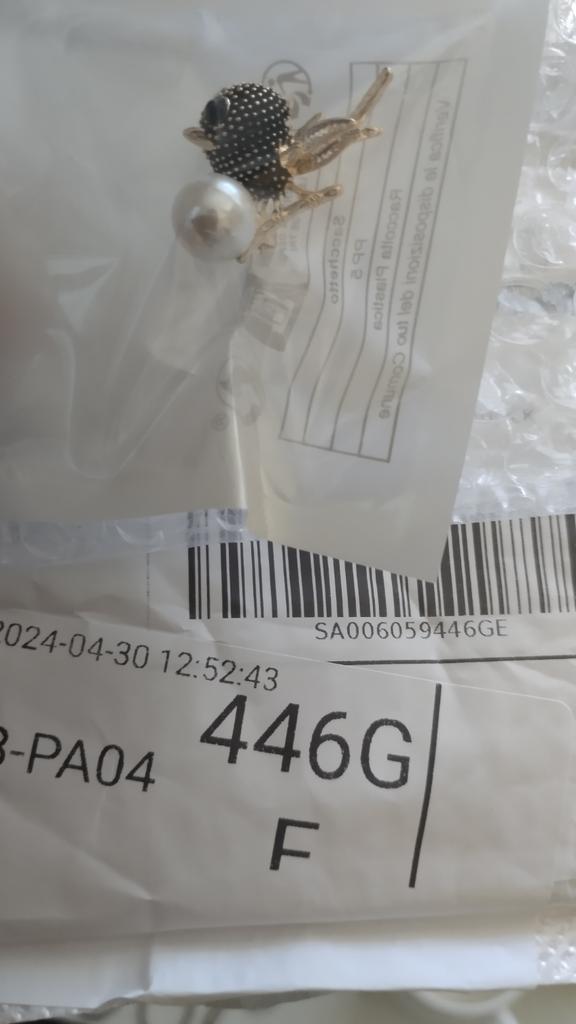 Verifica le disposizioni del tuo Comune
Raccolta Plastica
PP 5
Sacchetto
SA006059446GE
2024-04-30 12:52:43
446G
-PA04
F